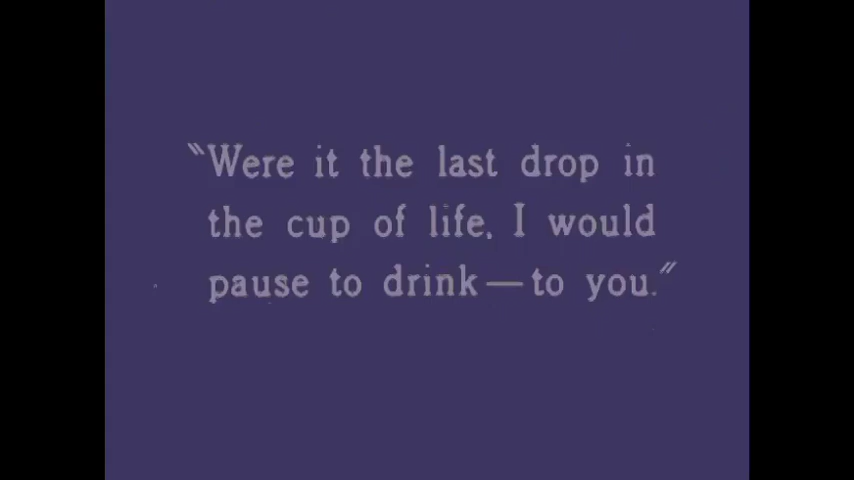 "Were it the last drop in
the cup of life, I would
pause to drink—to you."